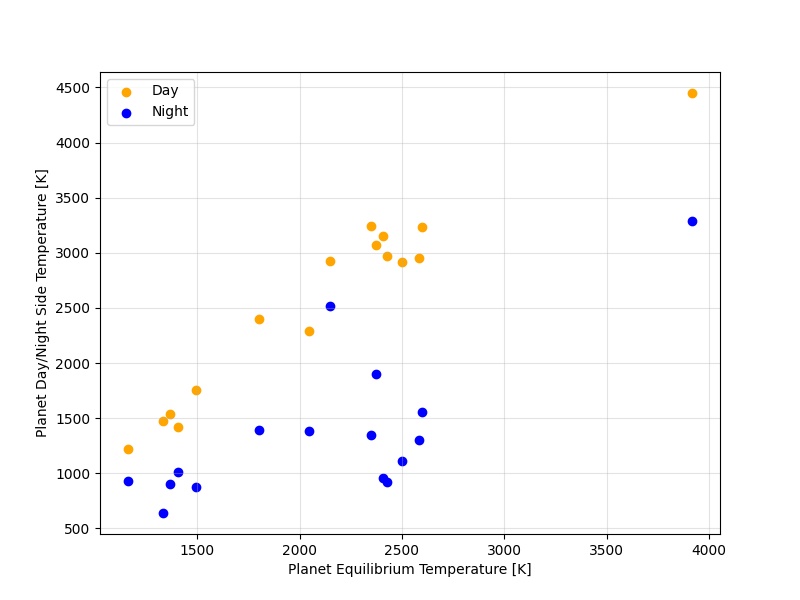 Day
Night
4500
4000
3500
3000
2500
2000
1500
1000
500
Planet Day/Night Side Temperature [K]
1500 2000 2500 3000 3500 4000
Planet Equilibrium Temperature [K]